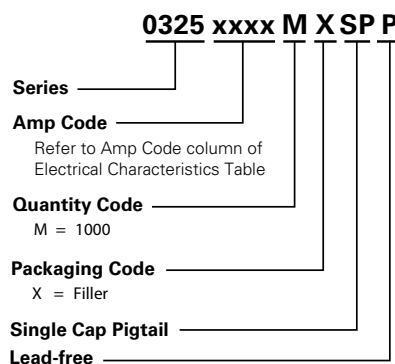 0325 xxxx M X SP P
Series
Amp Code
Refer to Amp Code column of
Electrical Characteristics Table
Quantity Code
M = 1000
Packaging Code
X = Filler
Single Cap Pigtail
Lead-free